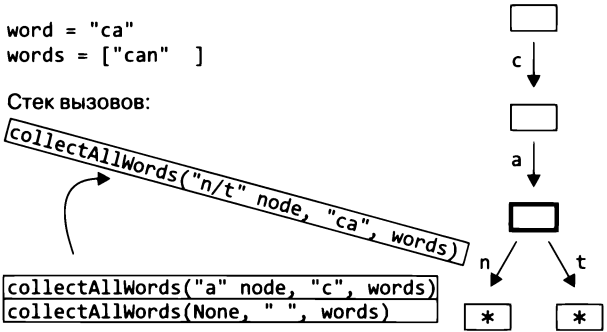 word = "ca"
words = ["can" ]
Стек вызовов:
collectAllWords("n/t" node, "ca", words)
collectAllWords("a" node, "c", words)
collectAllWords(None, " ", words)
c
a
n t
* *